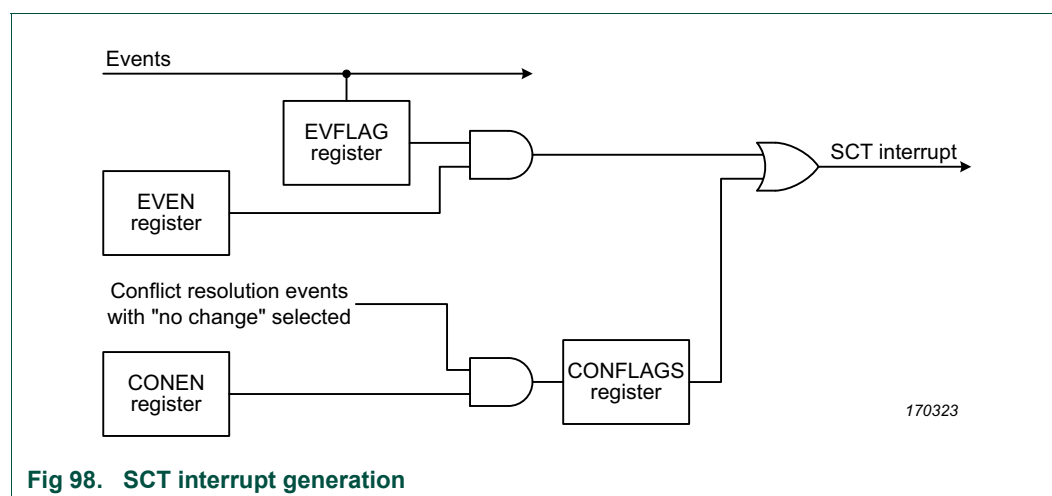 Events
EVFLAG
register
SCT interrupt
EVEN
register
Conflict resolution events
with "no change" selected
CONEN
register
CONFLAGS
register
170323
Fig 98. SCT interrupt generation